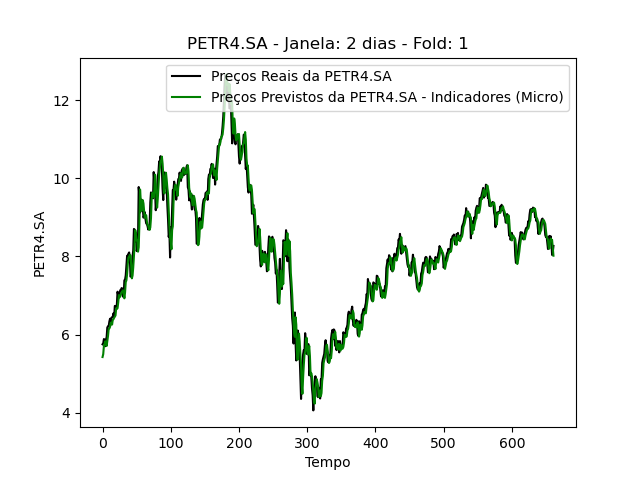 PETR4.SA - Janela: 2 dias - Fold: 1
Preços Reais da PETR4.SA
Preços Previstos da PETR4.SA - Indicadores (Micro)
PETR4.SA
12
10
8
6
4
0 100 200 300 400 500 600
Tempo